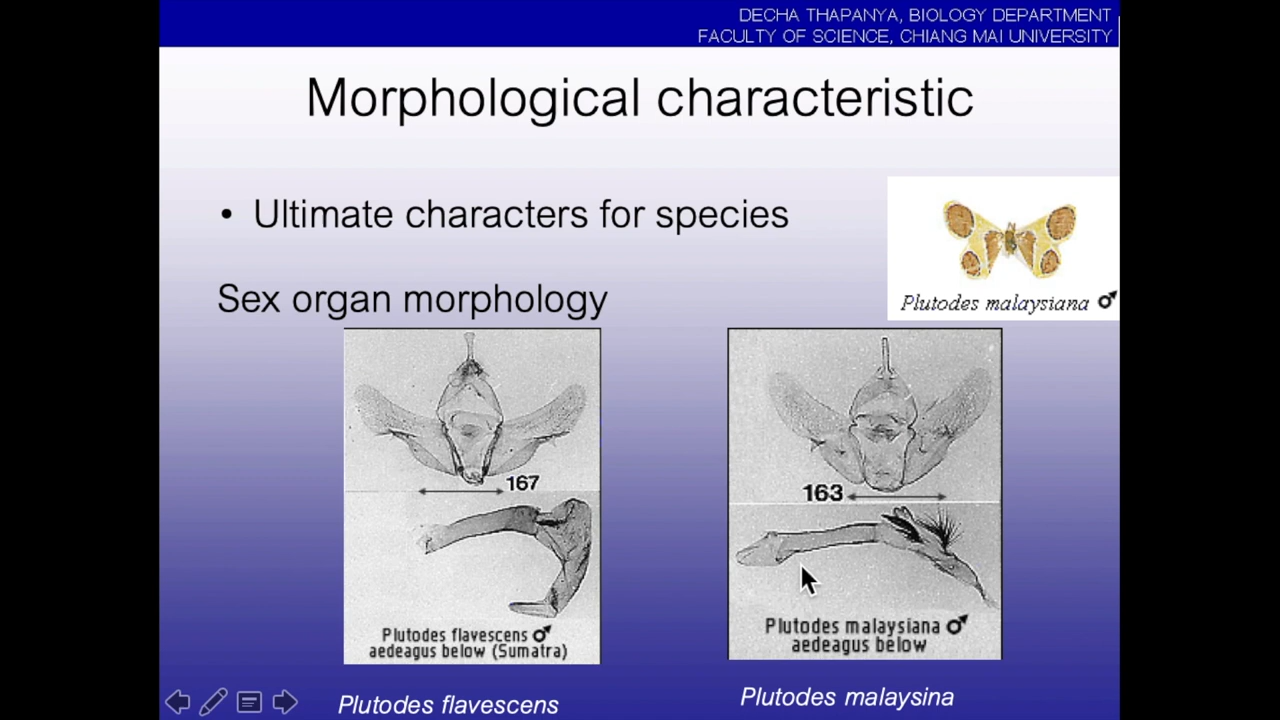 DECHA THAPANYA, BIOLOGY DEPARTMENT
FACULTY OF SCIENCE, CHIANG MAI UNIVERSITY
Morphological characteristic
• Ultimate characters for species
Sex organ morphology
Plutodes malaysiana ♂
167
Plutodes flavescens ♂
aedeagus below (Sumatra)
163
Plutodes malaysiana ♂
aedeagus below
Plutodes flavescens
Plutodes malaysina